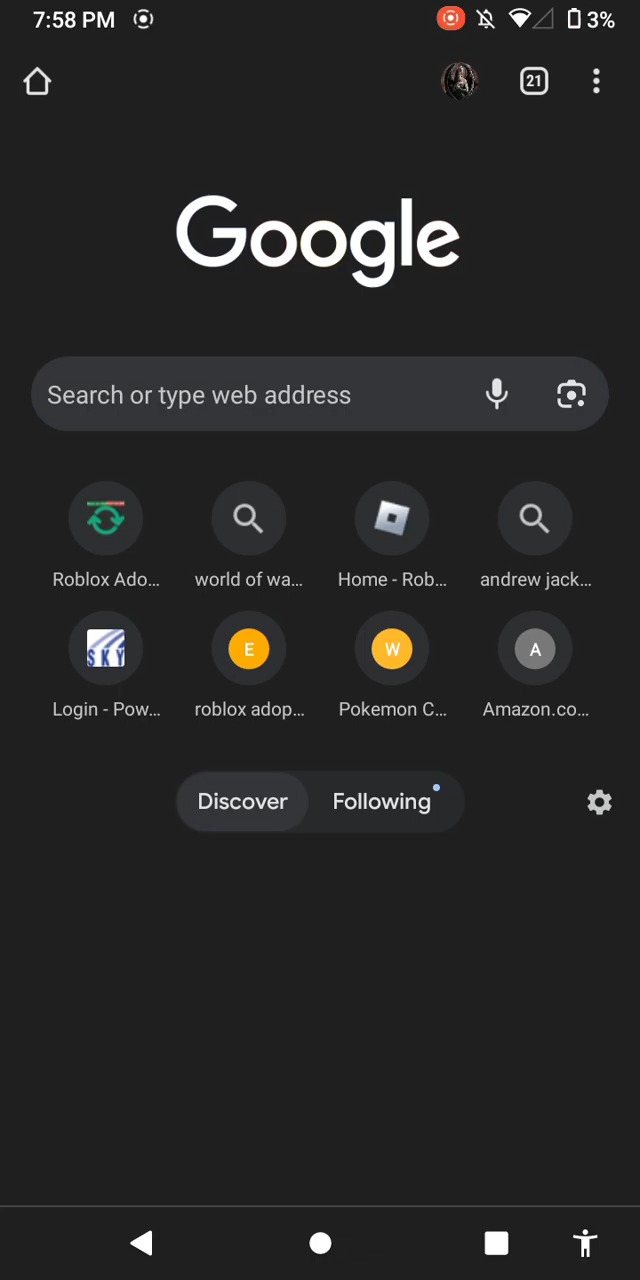 7:58 PM 3%
21
Google
Search or type web address
Roblox Ado... world of wa... Home - Rob... andrew jack...
SKY E W A
Login - Pow... roblox adop... Pokemon C... Amazon.co...
Discover Following